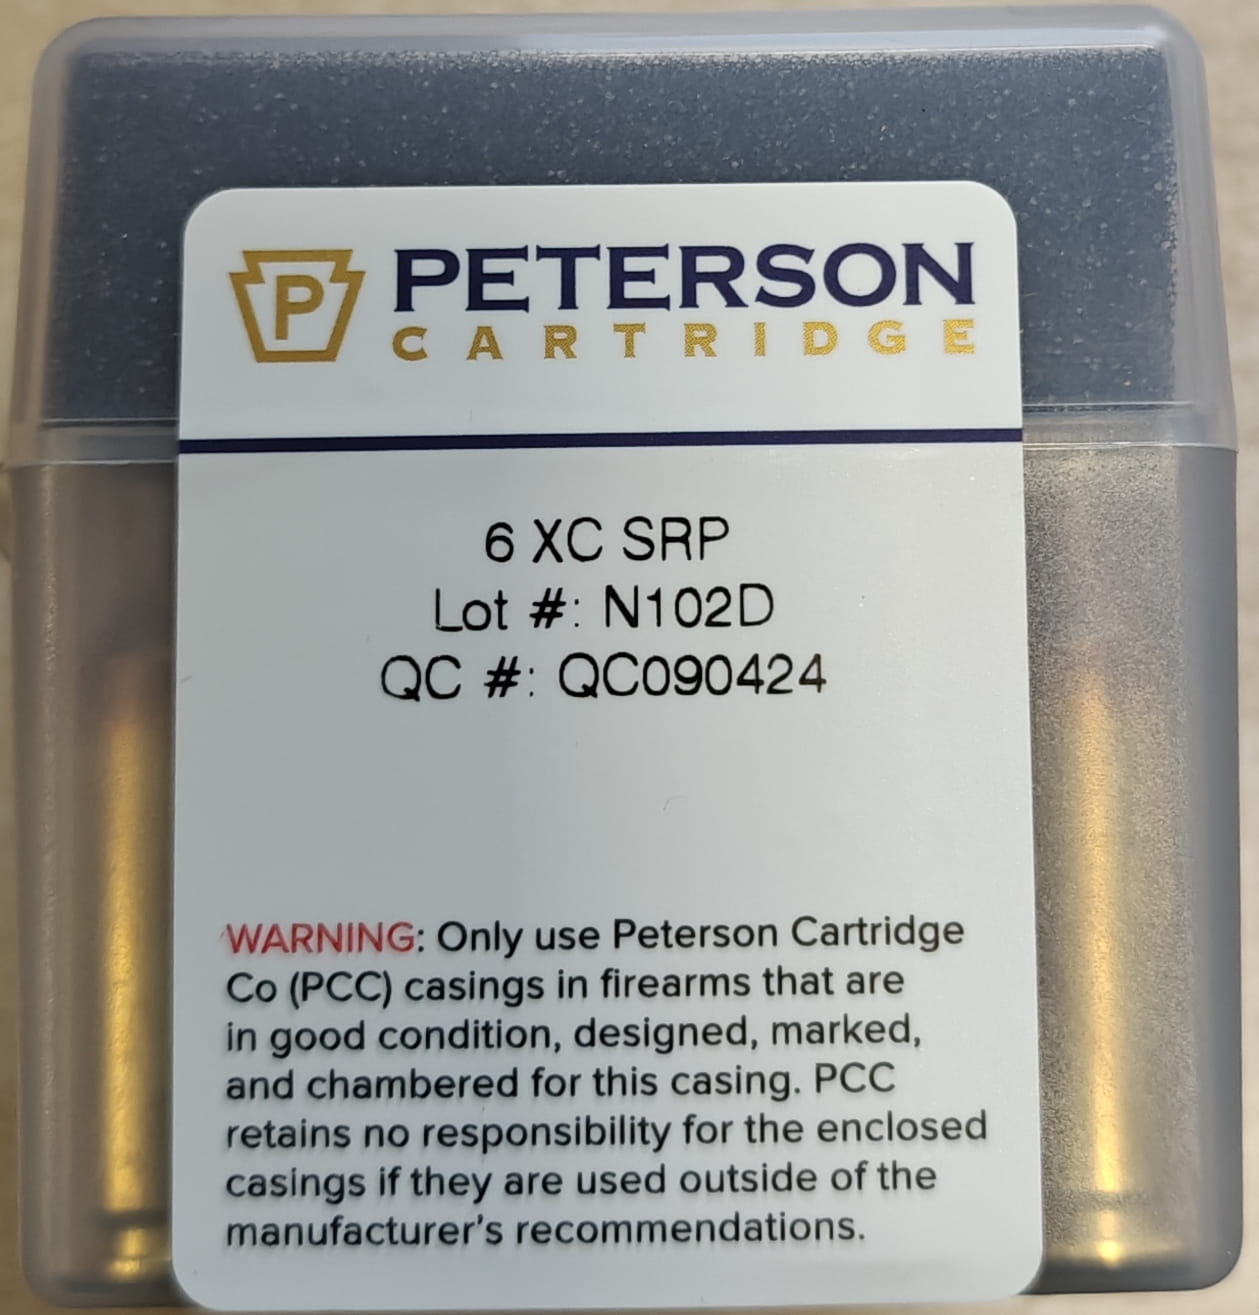 P
PETERSON
CARTRIDGE
6 XC SRP
Lot #: N102D
QC #: QC090424
WARNING: Only use Peterson Cartridge
Co (PCC) casings in firearms that are
in good condition, designed, marked,
and chambered for this casing. PCC
retains no responsibility for the enclosed
casings if they are used outside of the
manufacturer's recommendations.